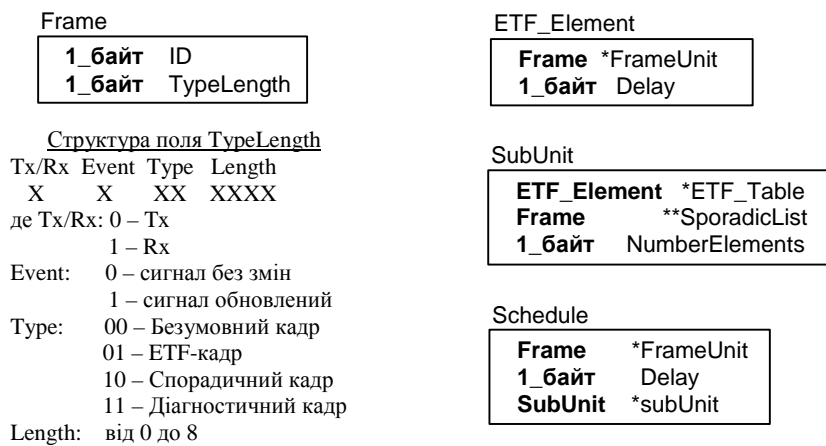 Frame
1_байт ID
1_байт TypeLength
Структура поля TypeLength
Tx/Rx Event Type Length
X X XX XXXX
де Tx/Rx: 0 – Tx
1 – Rx
Event: 0 – сигнал без змін
1 – сигнал обновлений
Type: 00 – Безумовний кадр
01 – ETF-кадр
10 – Спорадичний кадр
11 – Діагностичний кадр
Length: від 0 до 8
ETF_Element
Frame *FrameUnit
1_байт Delay
SubUnit
ETF_Element *ETF_Table
Frame **SporadicList
1_байт NumberElements
Schedule
Frame *FrameUnit
1_байт Delay
SubUnit *subUnit